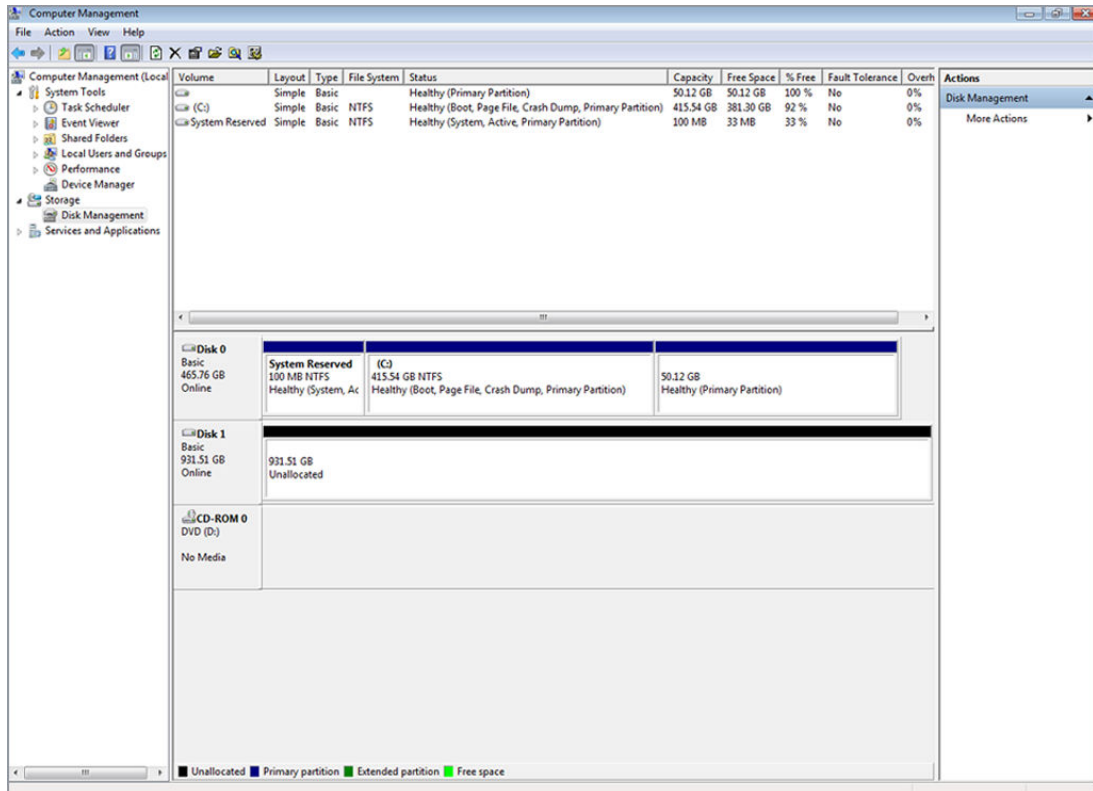 Computer Management
File Action View Help
Computer Management (Local
System Tools
Task Scheduler
Event Viewer
Shared Folders
Local Users and Groups
Performance
Device Manager
Storage
Disk Management
Services and Applications
Volume Layout Type File System Status Capacity Free Space % Free Fault Tolerance Overh
Simple Basic Healthy (Primary Partition) 50.12 GB 50.12 GB 100 % No 0%
(C:) Simple Basic NTFS Healthy (Boot, Page File, Crash Dump, Primary Partition) 415.54 GB 381.30 GB 92 % No 0%
System Reserved Simple Basic NTFS Healthy (System, Active, Primary Partition) 100 MB 33 MB 33 % No 0%
Disk 0
Basic
465.76 GB
Online
System Reserved
100 MB NTFS
Healthy (System, Ac
(C:)
415.54 GB NTFS
Healthy (Boot, Page File, Crash Dump, Primary Partition)
50.12 GB
Healthy (Primary Partition)
Disk 1
Basic
931.51 GB
Online
931.51 GB
Unallocated
CD-ROM 0
DVD (D:)
No Media
Unallocated Primary partition Extended partition Free space
Actions
Disk Management
More Actions